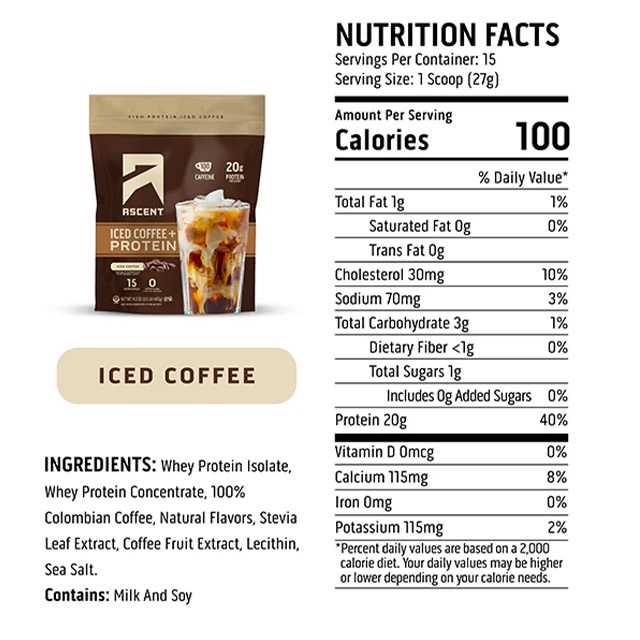 HIGH PROTEIN ICED COFFEE
100
CAFFEINE
20g
PROTEIN
ASCENT
ICED COFFEE +
PROTEIN
ICED COFFEE
15
0
ICED COFFEE
INGREDIENTS: Whey Protein Isolate,
Whey Protein Concentrate, 100%
Colombian Coffee, Natural Flavors, Stevia
Leaf Extract, Coffee Fruit Extract, Lecithin,
Sea Salt.
Contains: Milk And Soy
NUTRITION FACTS
Servings Per Container: 15
Serving Size: 1 Scoop (27g)
Amount Per Serving
Calories 100
% Daily Value*
Total Fat 1g 1%
Saturated Fat 0g 0%
Trans Fat 0g
Cholesterol 30mg 10%
Sodium 70mg 3%
Total Carbohydrate 3g 1%
Dietary Fiber <1g 0%
Total Sugars 1g
Includes 0g Added Sugars 0%
Protein 20g 40%
Vitamin D 0mcg 0%
Calcium 115mg 8%
Iron 0mg 0%
Potassium 115mg 2%
*Percent daily values are based on a 2,000
calorie diet. Your daily values may be higher
or lower depending on your calorie needs.